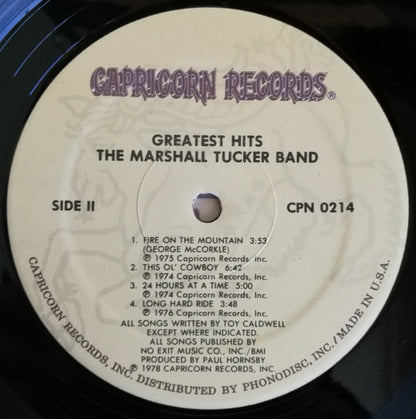 CAPRICORN RECORDS®
GREATEST HITS
THE MARSHALL TUCKER BAND
SIDE II
CPN 0214
1. FIRE ON THE MOUNTAIN 3:53
(GEORGE McCORKLE)
℗ 1975 Capricorn Records, Inc.
2. THIS OL' COWBOY 6:42
℗ 1974 Capricorn Records, Inc.
3. 24 HOURS AT A TIME 5:00
℗ 1974 Capricorn Records, Inc.
4. LONG HARD RIDE 3:48
℗ 1976 Capricorn Records, Inc.
ALL SONGS WRITTEN BY TOY CALDWELL
EXCEPT WHERE INDICATED.
ALL SONGS PUBLISHED BY
NO EXIT MUSIC CO., INC./BMI
PRODUCED BY PAUL HORNSBY
℗ 1978 CAPRICORN RECORDS, INC.
CAPRICORN RECORDS, INC. DISTRIBUTED BY PHONODISC, INC./MADE IN U.S.A.